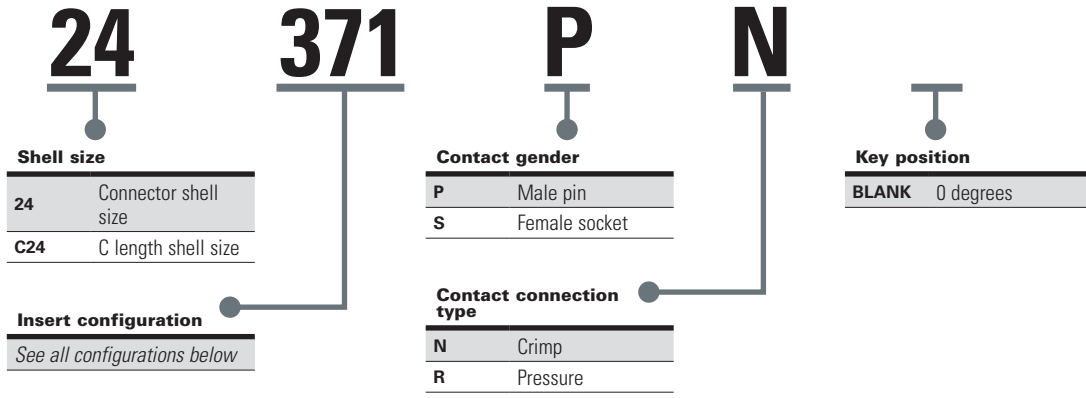 24 371 P N
Shell size
24 Connector shell
size
C24 C length shell size
Insert configuration
See all configurations below
Contact gender
P Male pin
S Female socket
Contact connection
type
N Crimp
R Pressure
Key position
BLANK 0 degrees